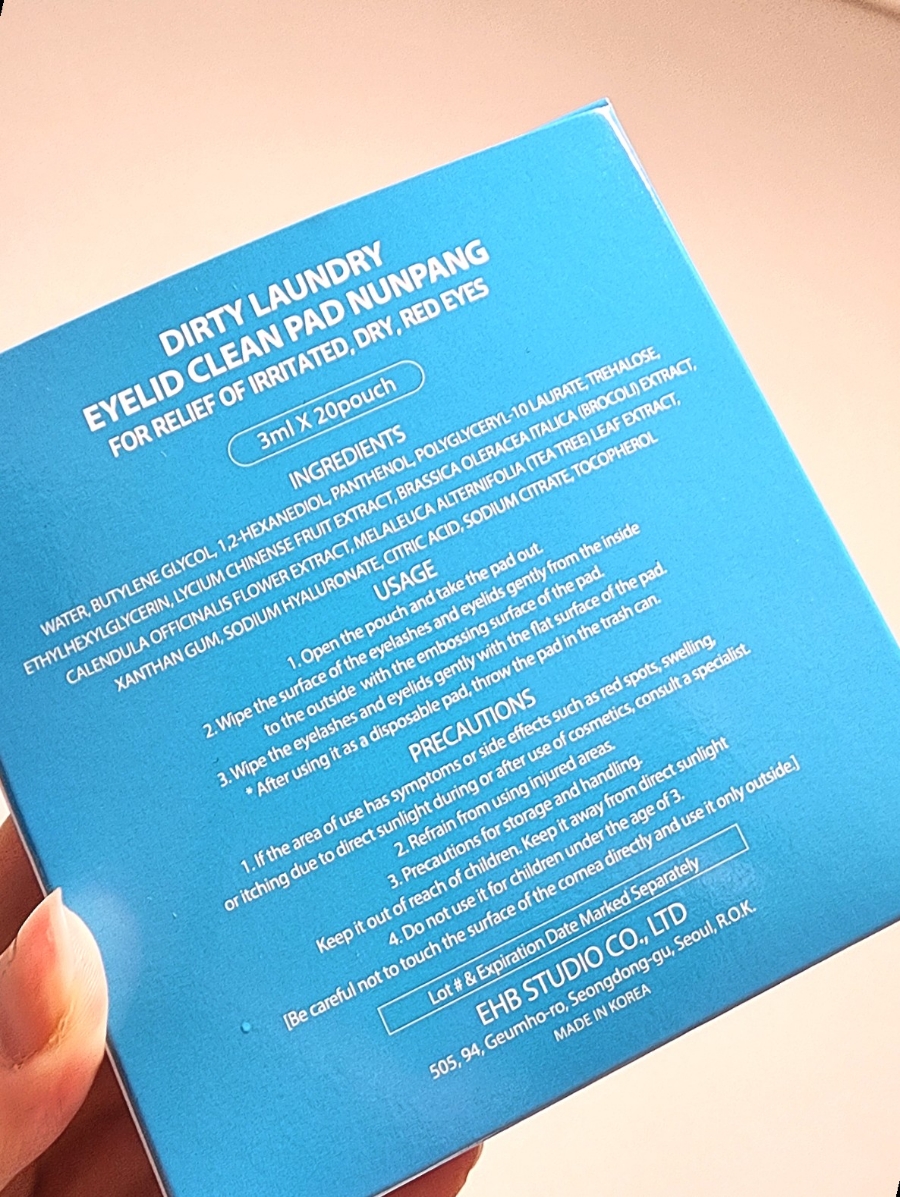 DIRTY LAUNDRY
EYELID CLEAN PAD NUNPANG
FOR RELIEF OF IRRITATED, DRY, RED EYES
3ml X 20pouch
INGREDIENTS
WATER, BUTYLENE GLYCOL, 1,2-HEXANEDIOL, PANTHENOL, POLYGLYCERYL-10 LAURATE, TREHALOSE,
ETHYLHEXYLGLYCERIN, LYCIUM CHINENSE FRUIT EXTRACT, BRASSICA OLERACEA ITALICA (BROCOLI) EXTRACT,
CALENDULA OFFICINALIS FLOWER EXTRACT, MELALEUCA ALTERNIFOLIA (TEA TREE) LEAF EXTRACT,
XANTHAN GUM, SODIUM HYALURONATE, CITRIC ACID, SODIUM CITRATE, TOCOPHEROL
USAGE
1. Open the pouch and take the pad out.
2. Wipe the surface of the eyelashes and eyelids gently from the inside
to the outside with the embossing surface of the pad.
3. Wipe the eyelashes and eyelids gently with the flat surface of the pad.
* After using it as a disposable pad, throw the pad in the trash can.
PRECAUTIONS
1. If the area of use has symptoms or side effects such as red spots, swelling,
or itching due to direct sunlight during or after use of cosmetics, consult a specialist.
2. Refrain from using injured areas.
3. Precautions for storage and handling.
Keep it out of reach of children. Keep it away from direct sunlight
4. Do not use it for children under the age of 3.
[Be careful not to touch the surface of the cornea directly and use it only outside.]
Lot # & Expiration Date Marked Separately
EHB STUDIO CO., LTD
505, 94, Geumho-ro, Seongdong-gu, Seoul, R.O.K.
MADE IN KOREA